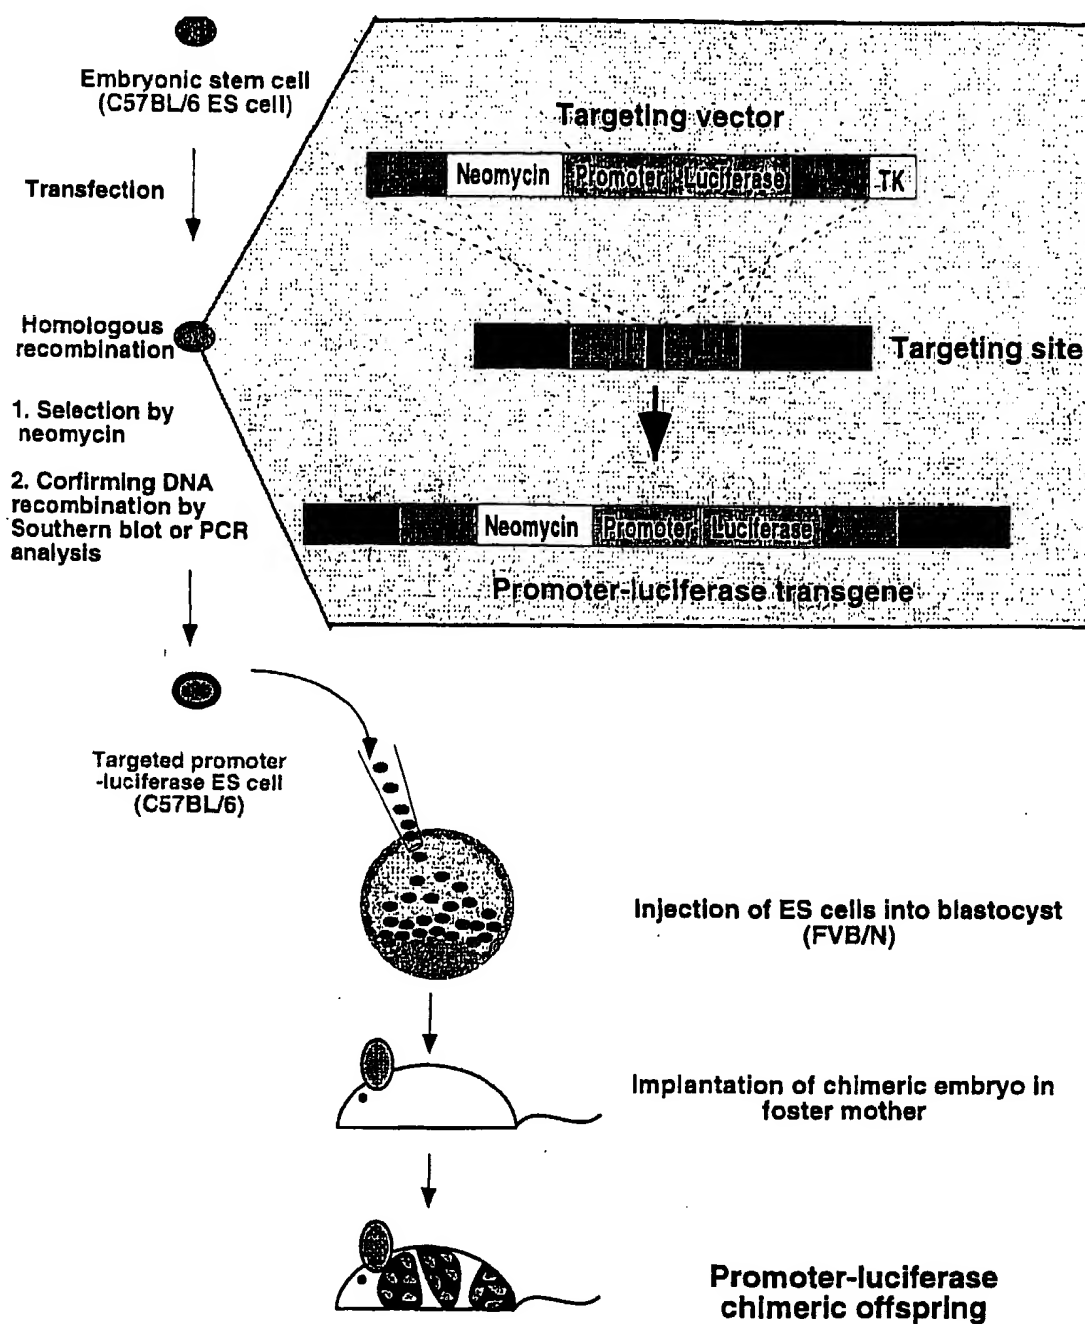 Embryonic stem cell
(C57BL/6 ES cell)
Transfection
Targeting vector
Neomycin Promoter Luciferase TK
Homologous
recombination
Targeting site
1. Selection by
neomycin
2. Corfirming DNA
recombination by
Southern blot or PCR
analysis
Neomycin Promoter Luciferase
Promoter-luciferase transgene
Targeted promoter
-luciferase ES cell
(C57BL/6)
Injection of ES cells into blastocyst
(FVB/N)
Implantation of chimeric embryo in
foster mother
Promoter-luciferase
chimeric offspring